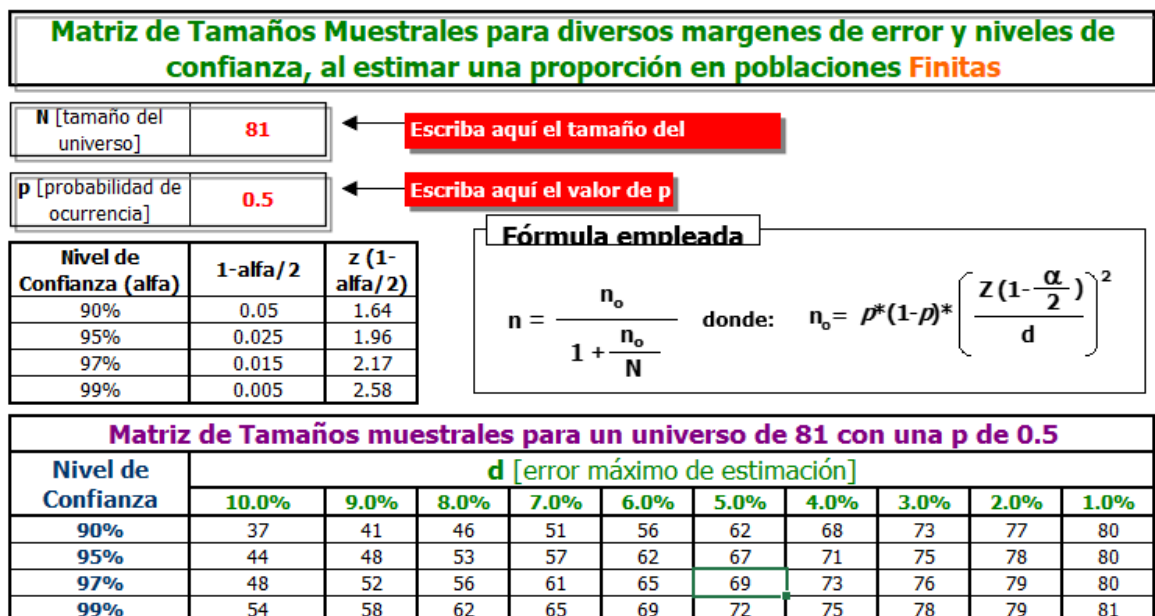 Matriz de Tamaños Muestrales para diversos margenes de error y niveles de
confianza, al estimar una proporción en poblaciones Finitas
N [tamaño del
universo]
81
Escriba aquí el tamaño del
p [probabilidad de
ocurrencia]
0.5
Escriba aquí el valor de p
Nivel de
Confianza (alfa)
1-alfa/2
z (1-
alfa/2)
90% 0.05 1.64
95% 0.025 1.96
97% 0.015 2.17
99% 0.005 2.58
Fórmula empleada
n = nₒ / (1 + nₒ/N) donde: nₒ= p*(1-p)* (Z (1-α/2) / d)²
Matriz de Tamaños muestrales para un universo de 81 con una p de 0.5
Nivel de
Confianza
d [error máximo de estimación]
10.0% 9.0% 8.0% 7.0% 6.0% 5.0% 4.0% 3.0% 2.0% 1.0%
90% 37 41 46 51 56 62 68 73 77 80
95% 44 48 53 57 62 67 71 75 78 80
97% 48 52 56 61 65 69 73 76 79 80
99% 54 58 62 65 69 72 75 78 79 81